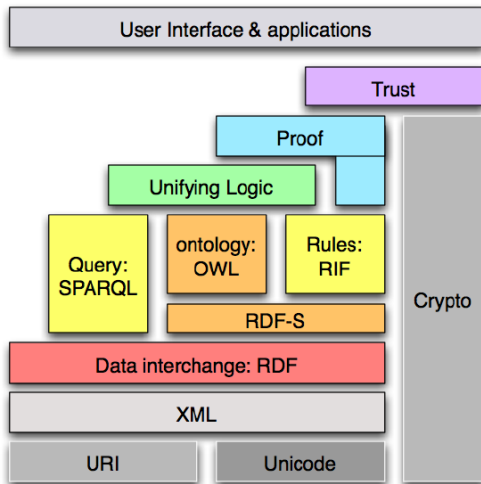 User Interface & applications
Trust
Proof
Unifying Logic
Query:
SPARQL
ontology:
OWL
Rules:
RIF
Crypto
RDF-S
Data interchange: RDF
XML
URI
Unicode